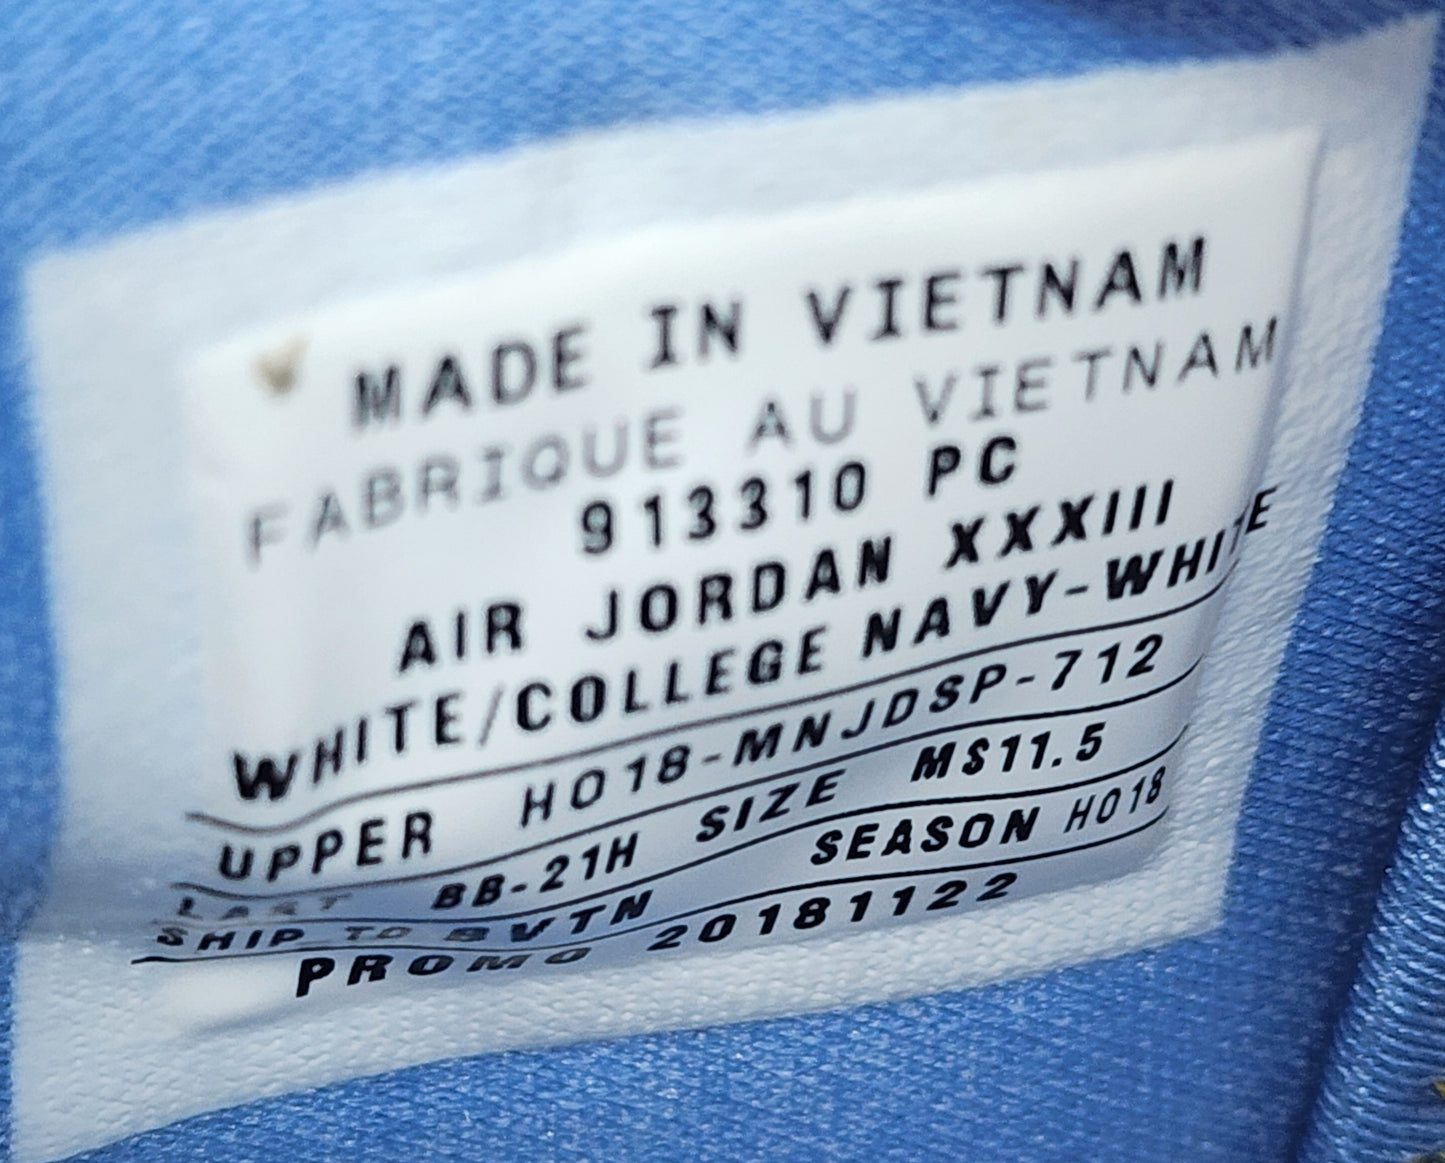 MADE IN VIETNAM
FABRIQUE AU VIETNAM
913310 PC
AIR JORDAN XXXIII
WHITE/COLLEGE NAVY-WHITE
UPPER HO18-MNJDSP-712
LAST BB-21H SIZE MS11.5
SHIP TO SVTN SEASON HO18
PROMO 20181122